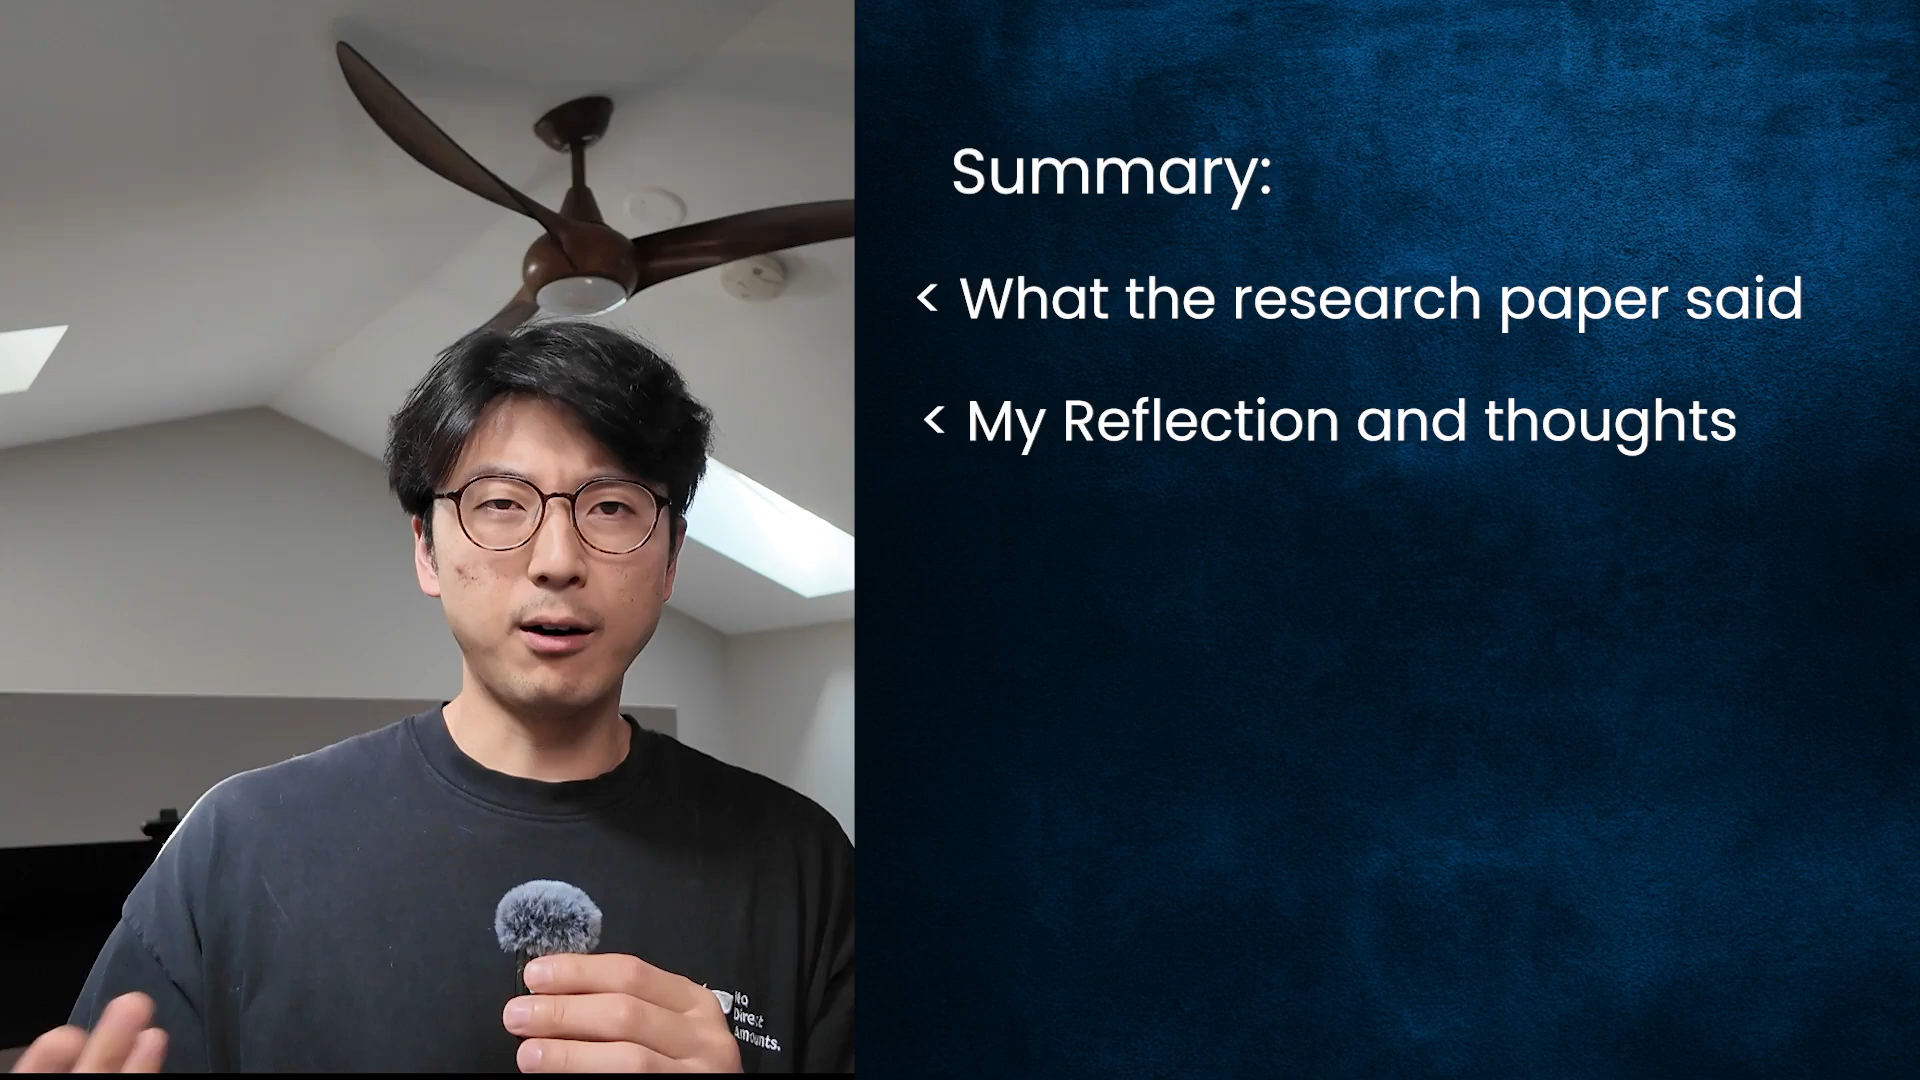 Summary:
< What the research paper said
< My Reflection and thoughts
No
Direct
Amounts.